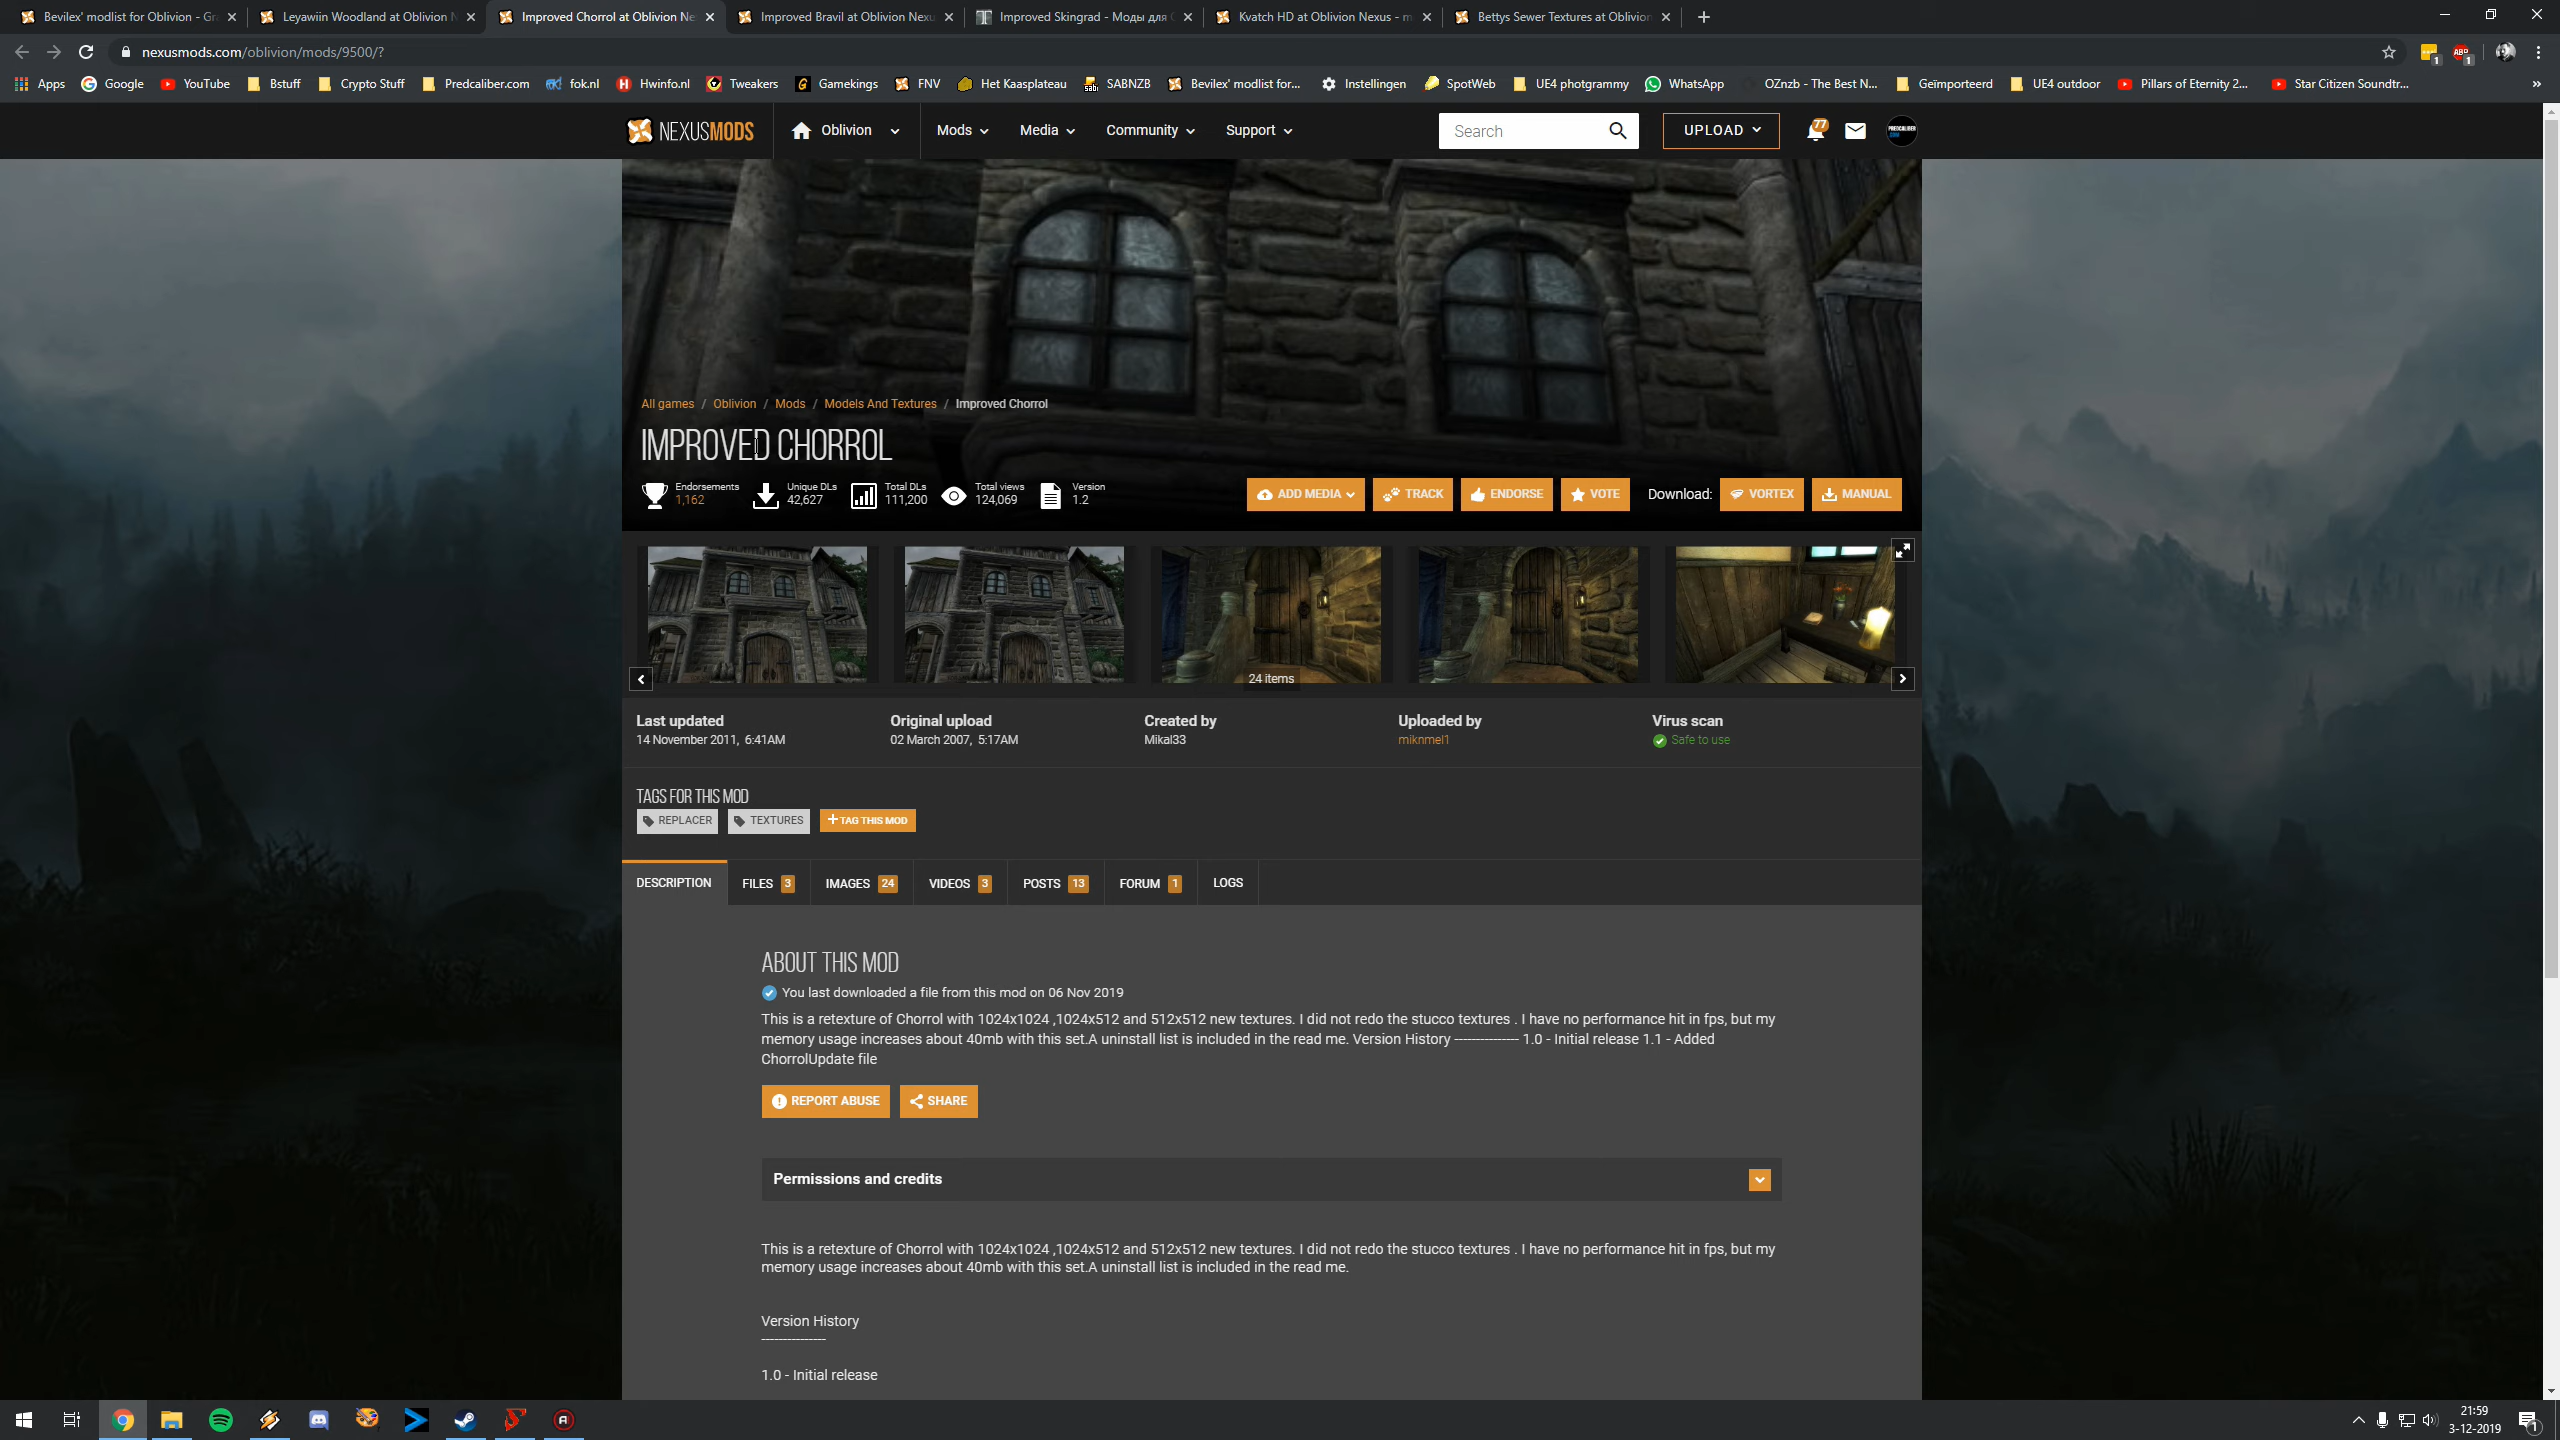 Bevilex' modlist for Oblivion - Gr
Leyawiin Woodland at Oblivion N
Improved Chorrol at Oblivion Ne
Improved Bravil at Oblivion Nexu
Improved Skingrad - Моды для
Kvatch HD at Oblivion Nexus - m
Bettys Sewer Textures at Oblivion
nexusmods.com/oblivion/mods/9500/?
Apps
Google
YouTube
Bstuff
Crypto Stuff
Predcaliber.com
fok.nl
Hwinfo.nl
Tweakers
Gamekings
FNV
Het Kaasplateau
SABNZB
Bevilex' modlist for...
Instellingen
SpotWeb
UE4 photgrammy
WhatsApp
OZnzb - The Best N...
Geïmporteerd
UE4 outdoor
Pillars of Eternity 2...
Star Citizen Soundtr...
NEXUSMODS
Oblivion
Mods
Media
Community
Support
Search
UPLOAD
77
All games / Oblivion / Mods / Models And Textures / Improved Chorrol
IMPROVED CHORROL
Endorsements
1,162
Unique DLs
42,627
Total DLs
111,200
Total views
124,069
Version
1.2
ADD MEDIA
TRACK
ENDORSE
VOTE
Download:
VORTEX
MANUAL
24 items
Last updated
14 November 2011, 6:41AM
Original upload
02 March 2007, 5:17AM
Created by
Mikal33
Uploaded by
miknmel1
Virus scan
Safe to use
TAGS FOR THIS MOD
REPLACER
TEXTURES
+ TAG THIS MOD
DESCRIPTION
FILES 3
IMAGES 24
VIDEOS 3
POSTS 13
FORUM 1
LOGS
ABOUT THIS MOD
You last downloaded a file from this mod on 06 Nov 2019
This is a retexture of Chorrol with 1024x1024 ,1024x512 and 512x512 new textures. I did not redo the stucco textures . I have no performance hit in fps, but my
memory usage increases about 40mb with this set.A uninstall list is included in the read me. Version History --------------- 1.0 - Initial release 1.1 - Added
ChorrolUpdate file
REPORT ABUSE
SHARE
Permissions and credits
This is a retexture of Chorrol with 1024x1024 ,1024x512 and 512x512 new textures. I did not redo the stucco textures . I have no performance hit in fps, but my
memory usage increases about 40mb with this set.A uninstall list is included in the read me.
Version History
---------------
1.0 - Initial release
21:59
3-12-2019